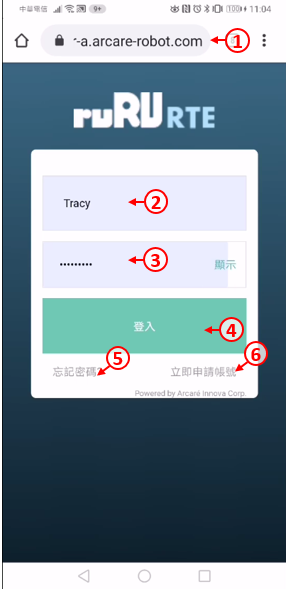 中華電信 9+ 100 11:04
r-a.arcare-robot.com 1
ruRU RTE
Tracy 2
••••••••• 3 顯示
登入 4
5 6
忘記密碼 立即申請帳號
Powered by Arcaré Innova Corp.